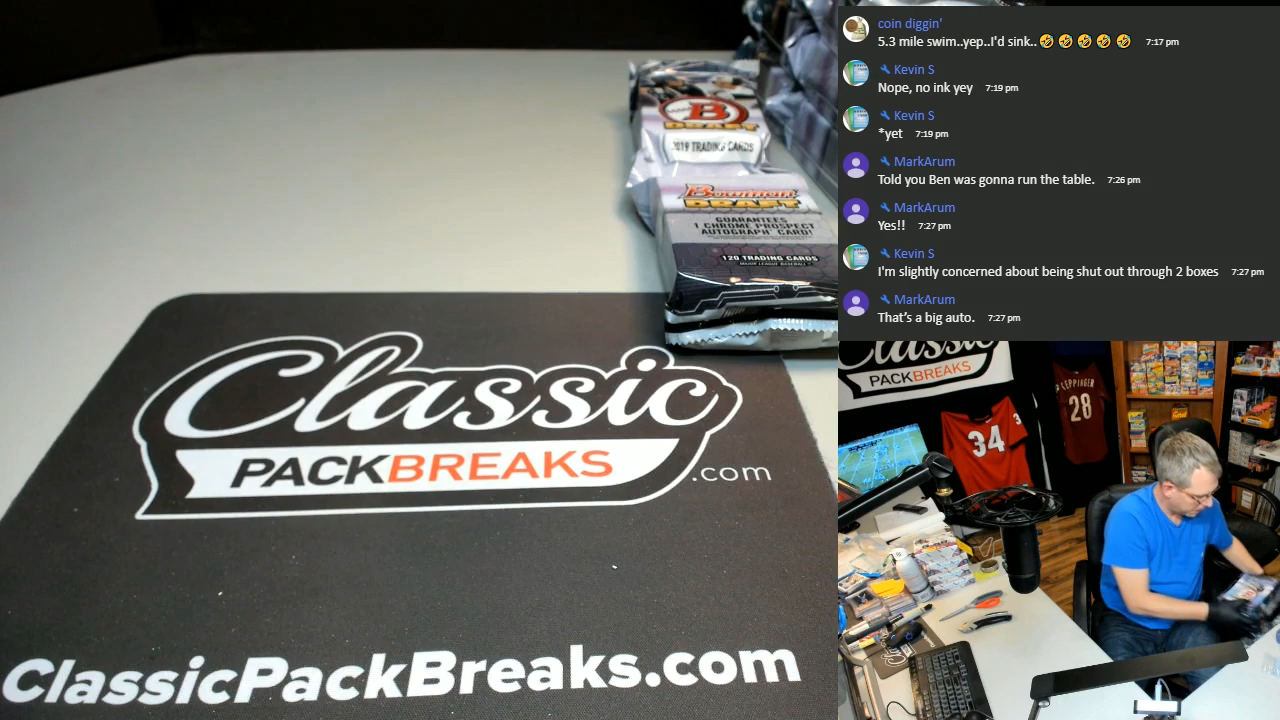 coin diggin'
5.3 mile swim..yep..I'd sink..🤣🤣🤣🤣🤣 7:17 pm
Kevin S
Nope, no ink yey 7:19 pm
Kevin S
*yet 7:19 pm
MarkArum
Told you Ben was gonna run the table. 7:26 pm
MarkArum
Yes!! 7:27 pm
Kevin S
I'm slightly concerned about being shut out through 2 boxes 7:27 pm
MarkArum
That's a big auto. 7:27 pm
B
DRAFT
2019 TRADING CARDS
Bowman
DRAFT
GUARANTEES
1 CHROME PROSPECT
AUTOGRAPH CARD!
120 TRADING CARDS
MAJOR LEAGUE BASEBALL
Classic
PACKBREAKS
.com
ClassicPackBreaks.com
Classic
PACKBREAKS
34
LEPPINGER
28